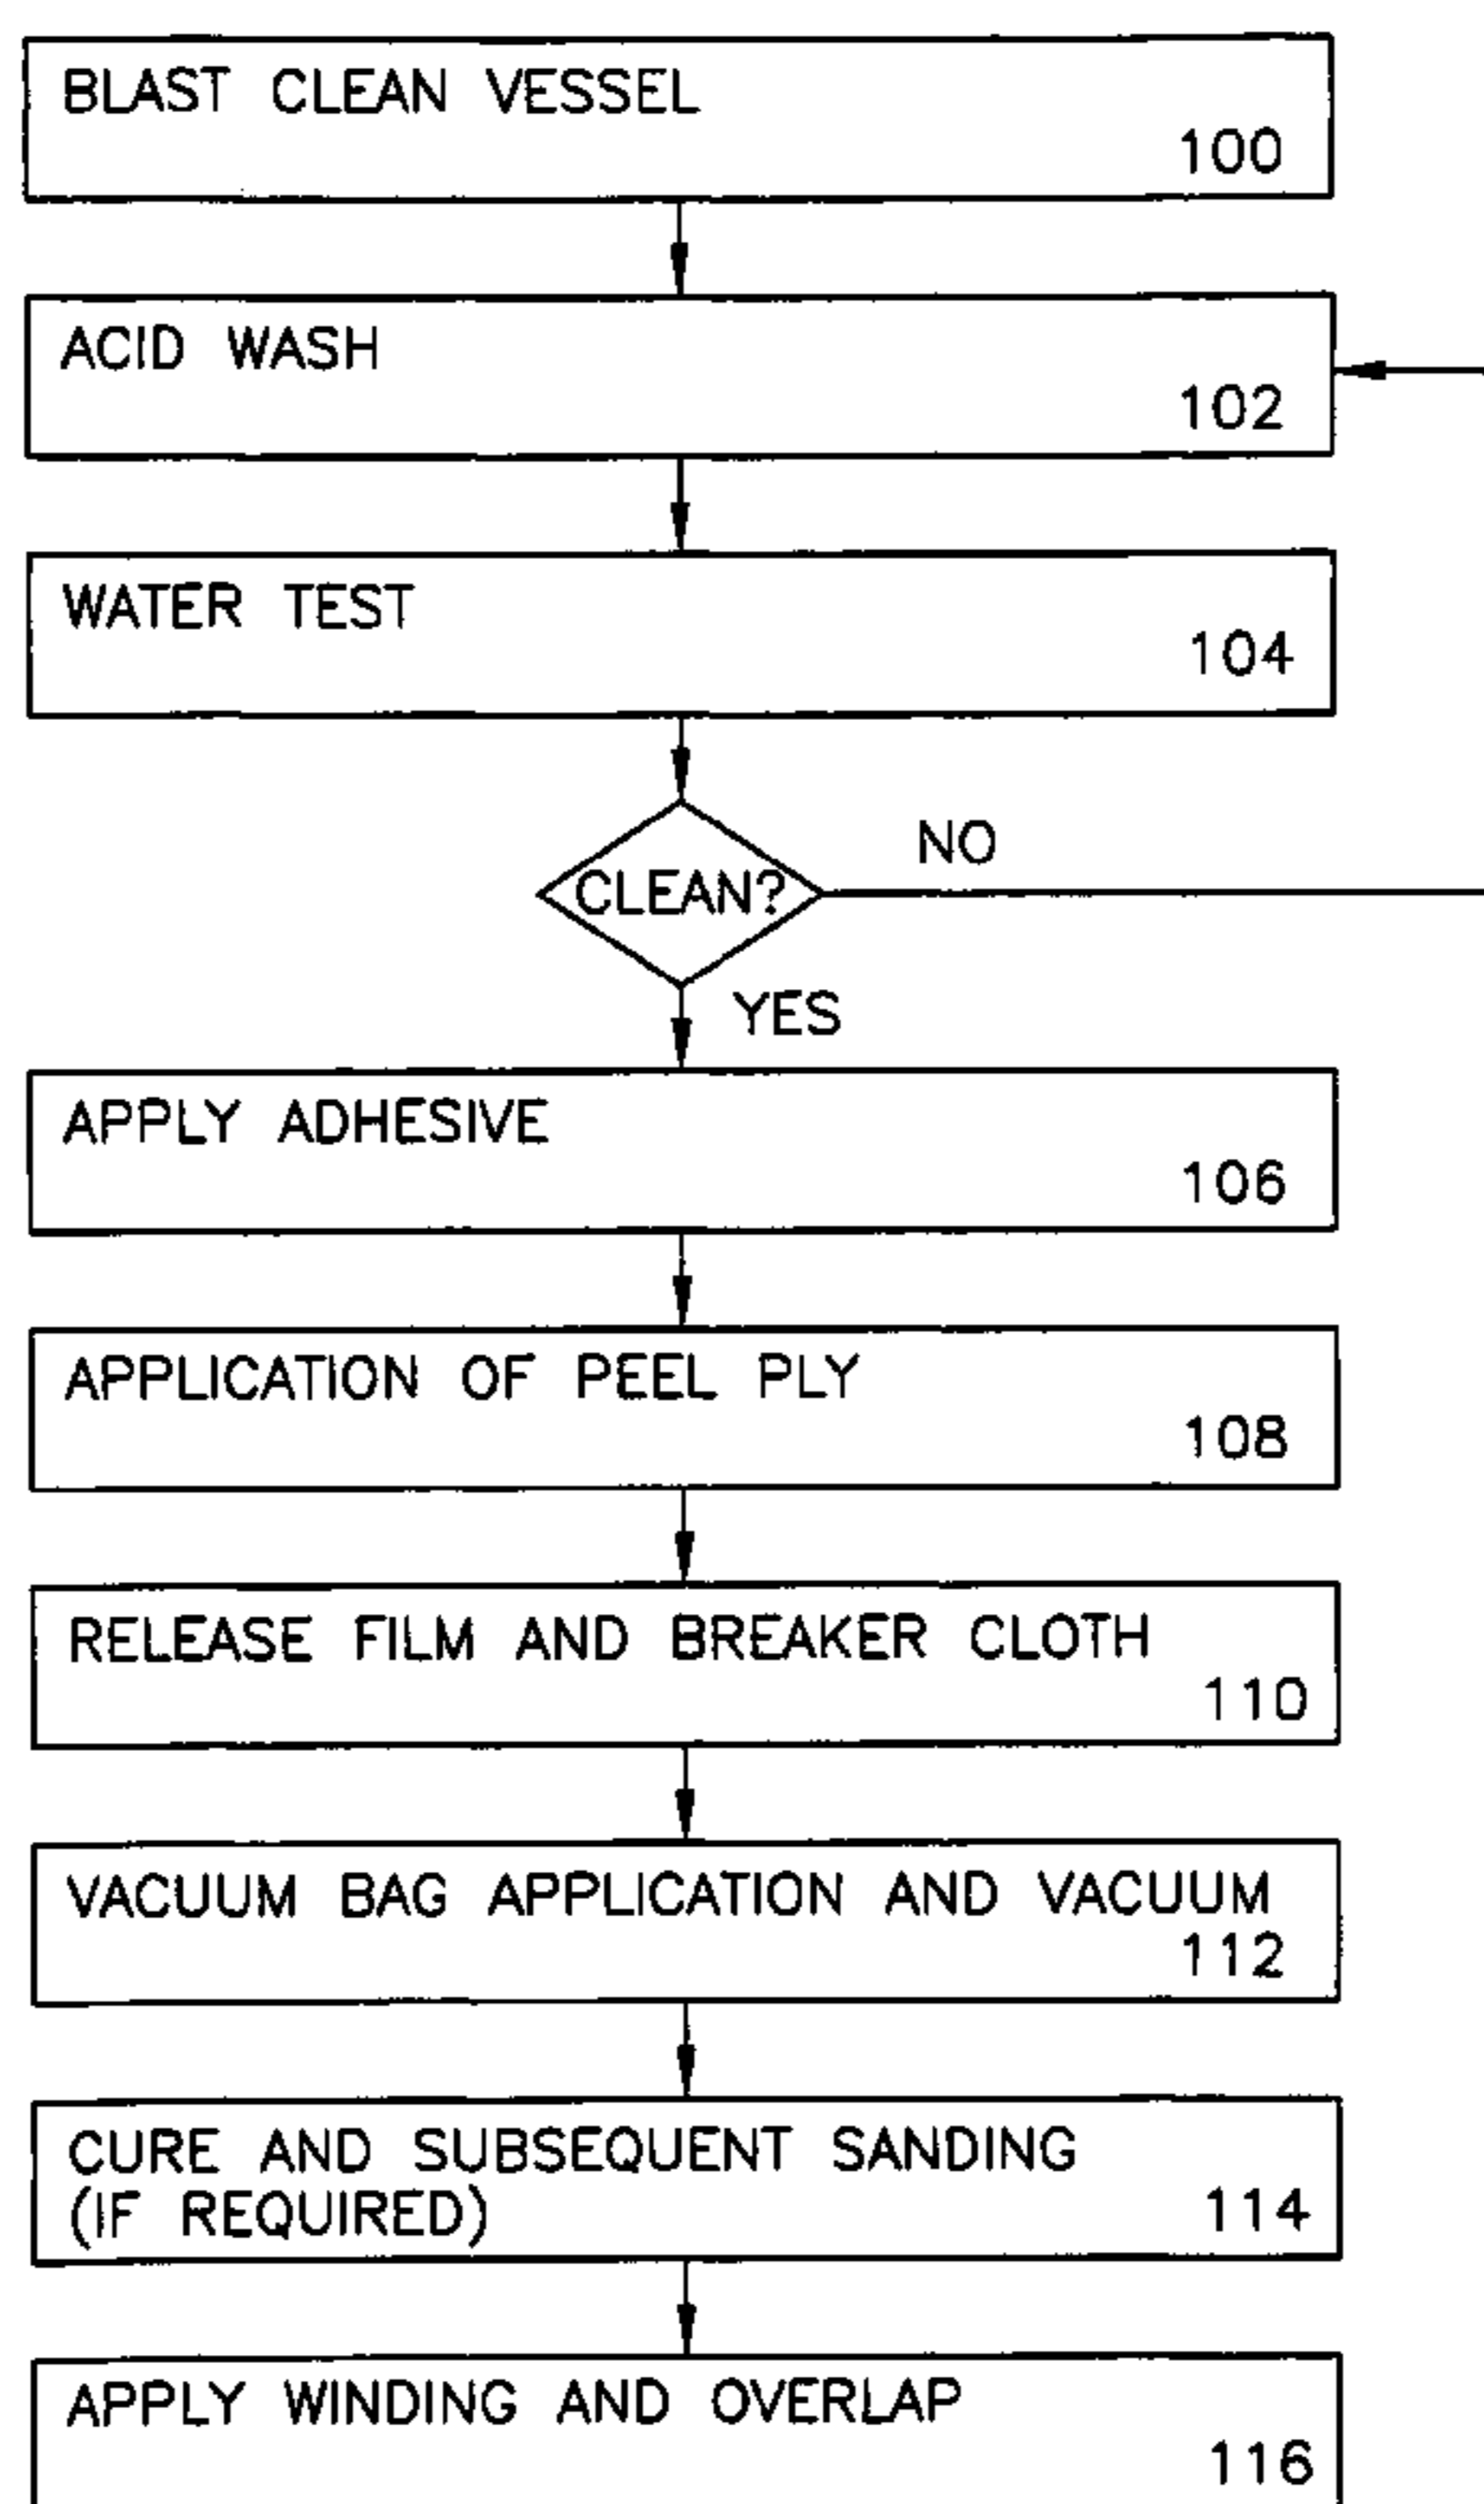 BLAST CLEAN VESSEL
100
ACID WASH
102
WATER TEST
104
CLEAN?
NO
YES
APPLY ADHESIVE
106
APPLICATION OF PEEL PLY
108
RELEASE FILM AND BREAKER CLOTH
110
VACUUM BAG APPLICATION AND VACUUM
112
CURE AND SUBSEQUENT SANDING
(IF REQUIRED)
114
APPLY WINDING AND OVERLAP
116